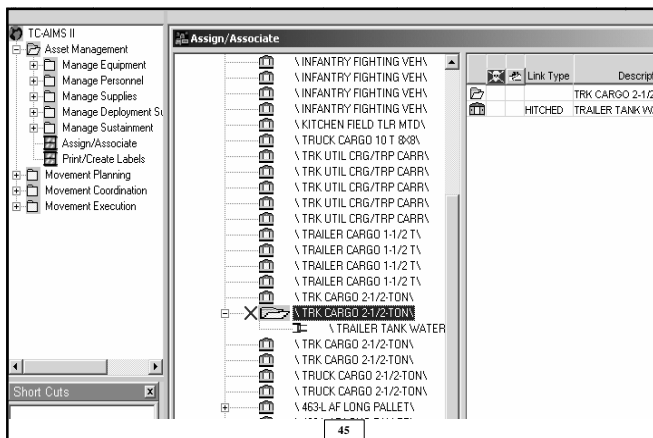 TC-AIMS II
Asset Management
Manage Equipment
Manage Personnel
Manage Supplies
Manage Deployment Su
Manage Sustainment
Assign/Associate
Print/Create Labels
Movement Planning
Movement Coordination
Movement Execution
Short Cuts
Assign/Associate
\ INFANTRY FIGHTING VEH\
\ INFANTRY FIGHTING VEH\
\ INFANTRY FIGHTING VEH\
\ INFANTRY FIGHTING VEH\
\ KITCHEN FIELD TLR MTD\
\ TRUCK CARGO 10 T 8X8\
\ TRK UTIL CRG/TRP CARR\
\ TRK UTIL CRG/TRP CARR\
\ TRK UTIL CRG/TRP CARR\
\ TRK UTIL CRG/TRP CARR\
\ TRK UTIL CRG/TRP CARR\
\ TRAILER CARGO 1-1/2 T\
\ TRAILER CARGO 1-1/2 T\
\ TRAILER CARGO 1-1/2 T\
\ TRAILER CARGO 1-1/2 T\
\ TRK CARGO 2-1/2-TON\
\ TRK CARGO 2-1/2-TON\
\ TRAILER TANK WATER
\ TRK CARGO 2-1/2-TON\
\ TRK CARGO 2-1/2-TON\
\ TRUCK CARGO 2-1/2-TON\
\ TRUCK CARGO 2-1/2-TON\
\ 463-L AF LONG PALLET\
Link Type Descript
TRK CARGO 2-1/2
HITCHED TRAILER TANK WA
45